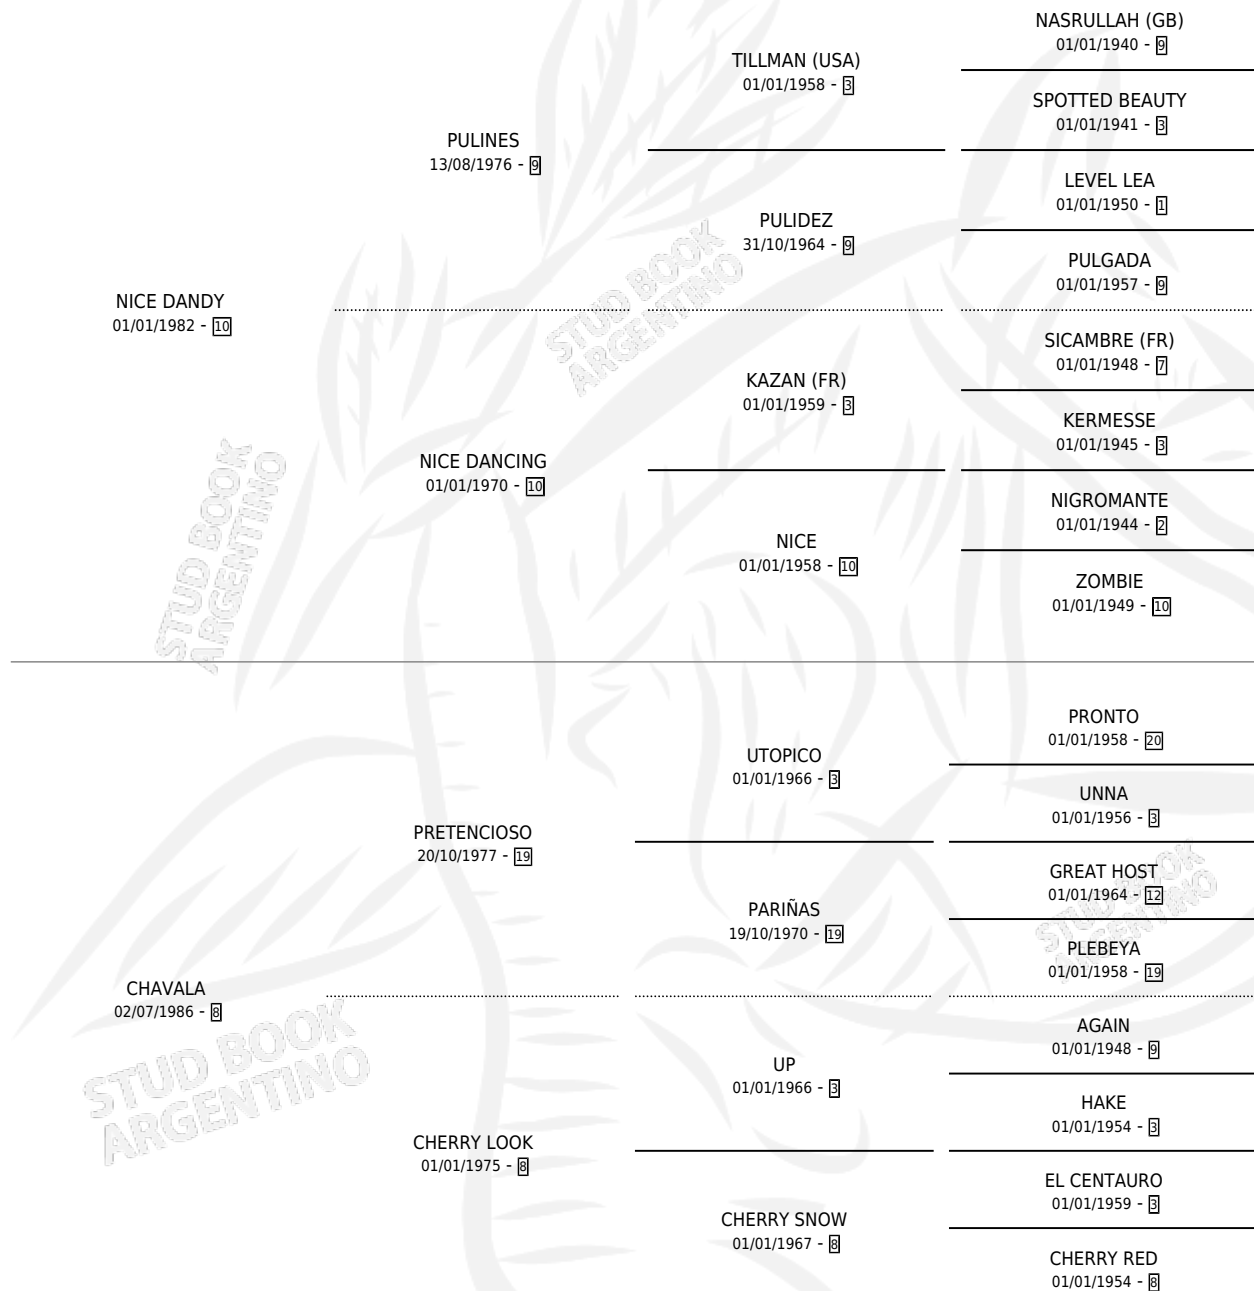 NICE DANDY
01/01/1982 - 10
PULINES
13/08/1976 - 9
NICE DANCING
01/01/1970 - 10
TILLMAN (USA)
01/01/1958 - 3
PULIDEZ
31/10/1964 - 9
KAZAN (FR)
01/01/1959 - 3
NICE
01/01/1958 - 10
NASRULLAH (GB)
01/01/1940 - 9
SPOTTED BEAUTY
01/01/1941 - 3
LEVEL LEA
01/01/1950 - 1
PULGADA
01/01/1957 - 9
SICAMBRE (FR)
01/01/1948 - 7
KERMESSE
01/01/1945 - 3
NIGROMANTE
01/01/1944 - 2
ZOMBIE
01/01/1949 - 10
CHAVALA
02/07/1986 - 8
PRETENCIOSO
20/10/1977 - 19
CHERRY LOOK
01/01/1975 - 8
UTOPICO
01/01/1966 - 3
PARIÑAS
19/10/1970 - 19
UP
01/01/1966 - 3
CHERRY SNOW
01/01/1967 - 8
PRONTO
01/01/1958 - 20
UNNA
01/01/1956 - 3
GREAT HOST
01/01/1964 - 12
PLEBEYA
01/01/1958 - 19
AGAIN
01/01/1948 - 9
HAKE
01/01/1954 - 3
EL CENTAURO
01/01/1959 - 3
CHERRY RED
01/01/1954 - 8
STUD BOOK
ARGENTINO
STUD BOOK
ARGENTINO
STUD BOOK
ARGENTINO
STUD BOOK
ARGENTINO